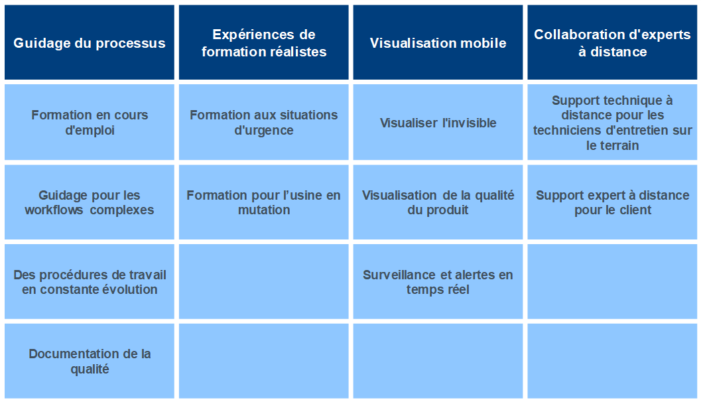 Guidage du processus
Expériences de
formation réalistes
Visualisation mobile
Collaboration d'experts
à distance
Formation en cours
d'emploi
Formation aux situations
d'urgence
Visualiser l'invisible
Support technique à
distance pour les
techniciens d'entretien sur
le terrain
Guidage pour les
workflows complexes
Formation pour l'usine en
mutation
Visualisation de la qualité
du produit
Support expert à distance
pour le client
Des procédures de travail
en constante évolution
Surveillance et alertes en
temps réel
Documentation de la
qualité